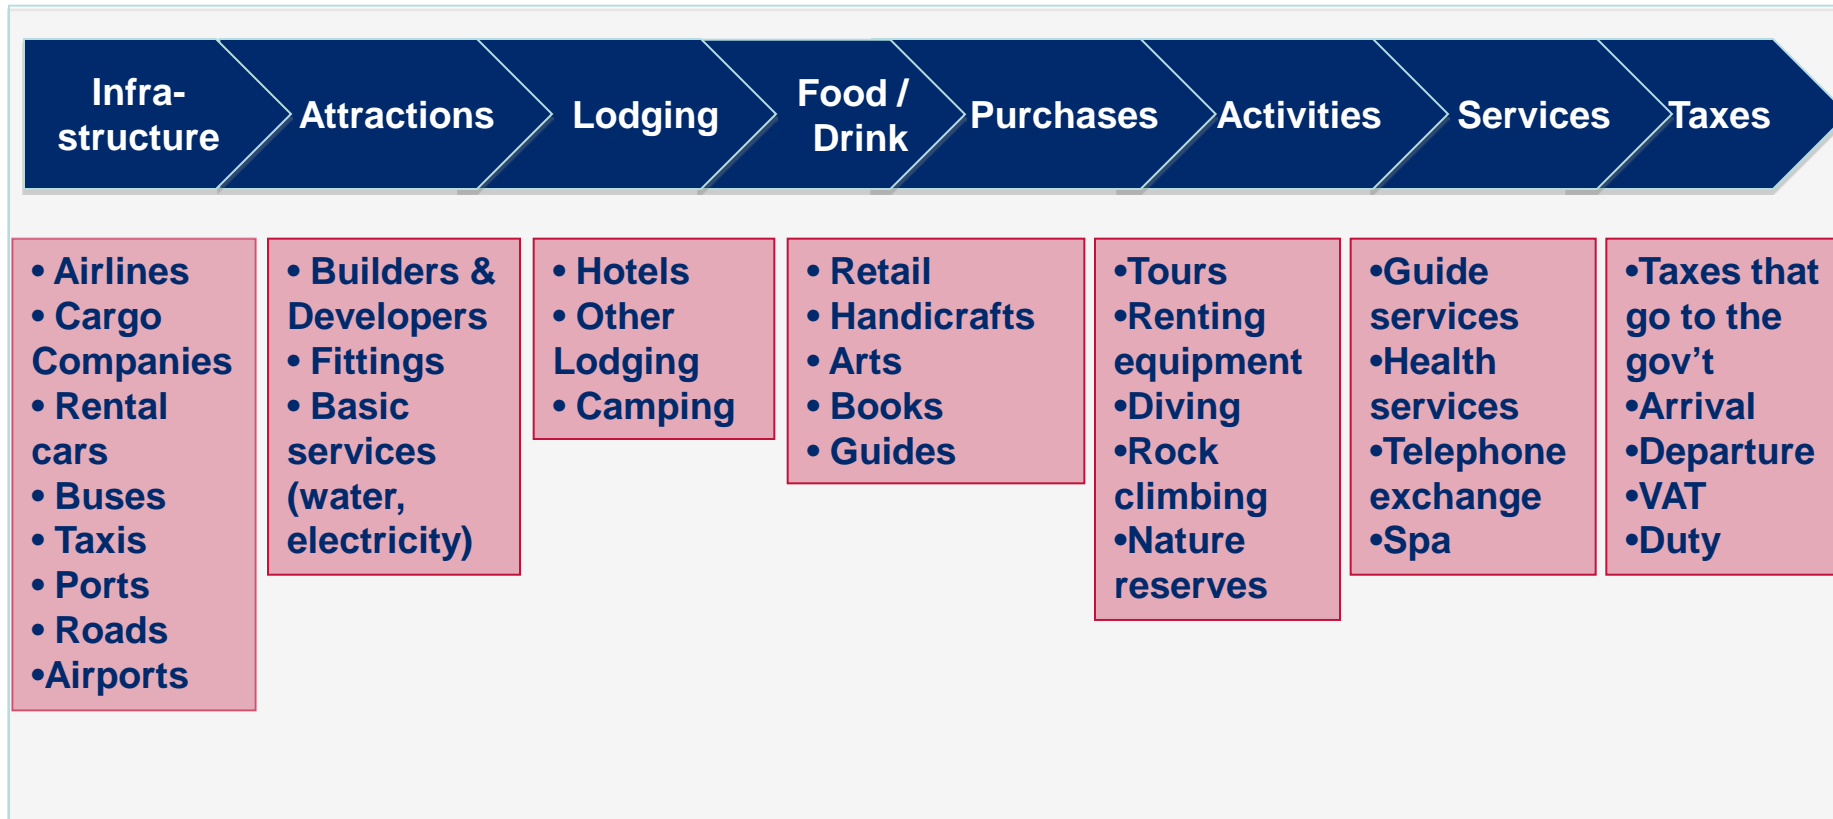 Infra-
structure
Attractions
Lodging
Food /
Drink
Purchases
Activities
Services
Taxes
• Airlines
• Cargo
Companies
• Rental
cars
• Buses
• Taxis
• Ports
• Roads
•Airports
• Builders &
Developers
• Fittings
• Basic
services
(water,
electricity)
• Hotels
• Other
Lodging
• Camping
• Retail
• Handicrafts
• Arts
• Books
• Guides
•Tours
•Renting
equipment
•Diving
•Rock
climbing
•Nature
reserves
•Guide
services
•Health
services
•Telephone
exchange
•Spa
•Taxes that
go to the
gov’t
•Arrival
•Departure
•VAT
•Duty